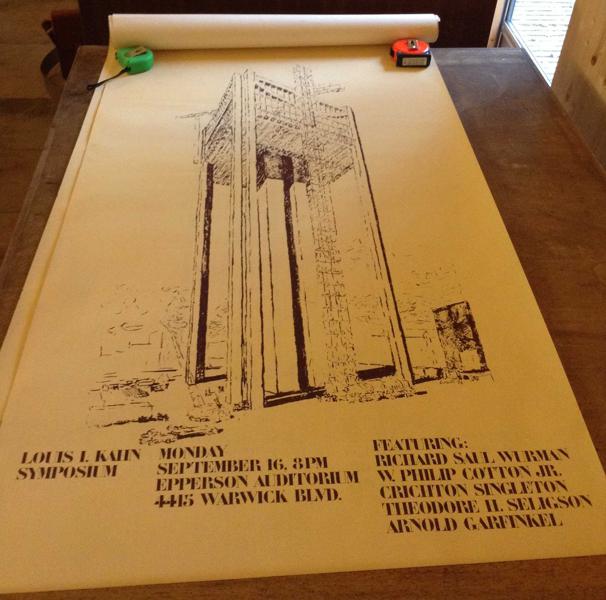 LOUIS I. KAHN
SYMPOSIUM
MONDAY
SEPTEMBER 16, 8PM
EPPERSON AUDITORIUM
4415 WARWICK BLVD.
FEATURING:
RICHARD SAUL WURMAN
W. PHILIP COTTON JR.
CRICHTON SINGLETON
THEODORE H. SELIGSON
ARNOLD GARFINKEL